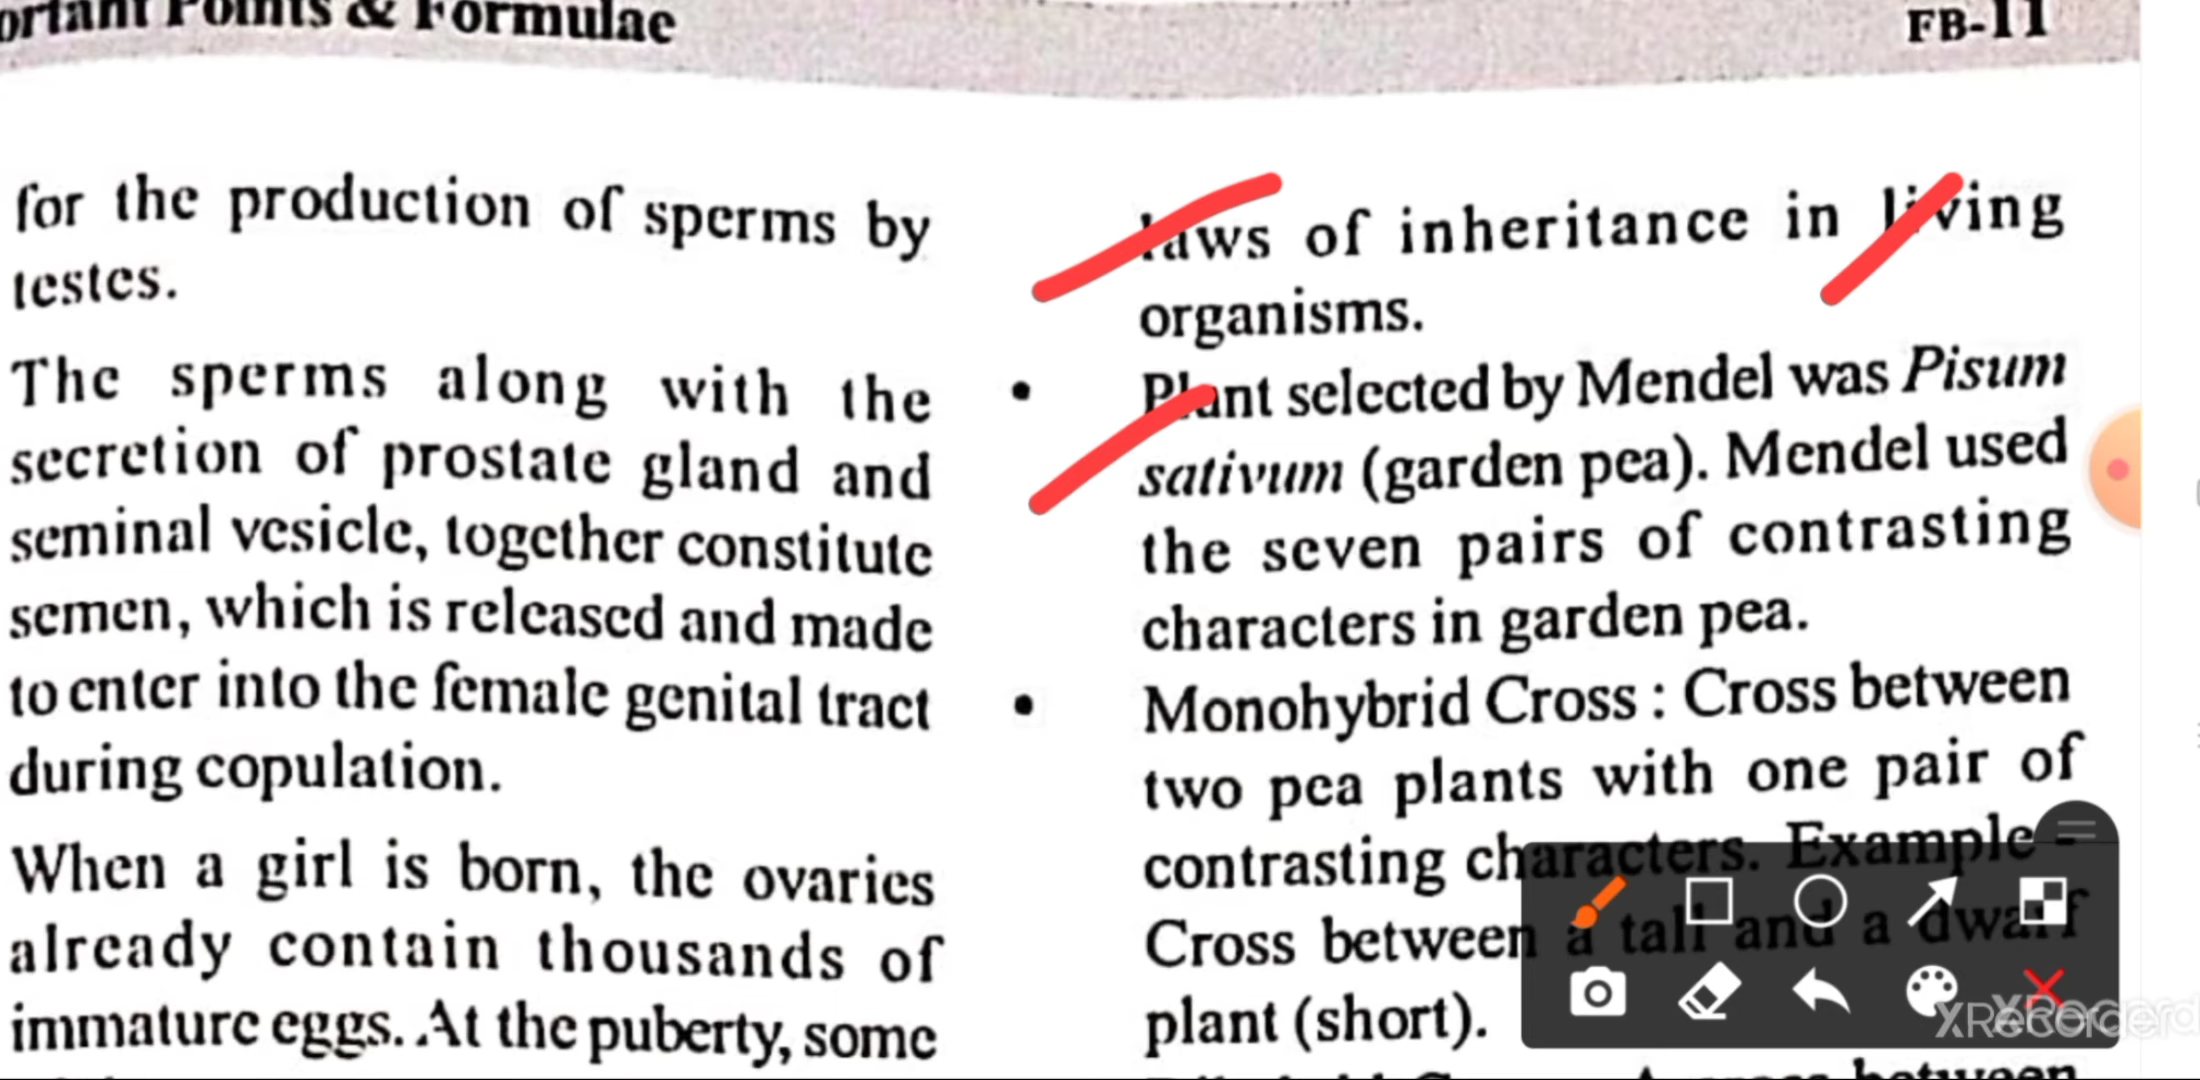 Points & Formulae
FB-11
for the production of sperms by
testes.
The sperms along with the
secretion of prostate gland and
seminal vesicle, together constitute
semen, which is released and made
to enter into the female genital tract
during copulation.
When a girl is born, the ovaries
already contain thousands of
immature eggs. At the puberty, some
laws of inheritance in living
organisms.
• Plant selected by Mendel was Pisum
sativum (garden pea). Mendel used
the seven pairs of contrasting
characters in garden pea.
• Monohybrid Cross : Cross between
two pea plants with one pair of
contrasting characters. Example -
Cross between a tall and a dwarf
plant (short).
between
XRecorder